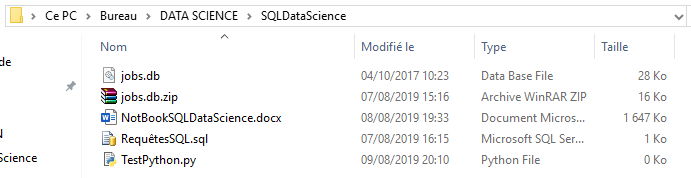 Ce PC > Bureau > DATA SCIENCE > SQLDataScience
Nom Modifié le Type Taille
de jobs.db 04/10/2017 10:23 Data Base File 28 Ko
jobs.db.zip 07/08/2019 15:16 Archive WinRAR ZIP 16 Ko
NotBookSQLDataScience.docx 08/08/2019 19:33 Document Micros... 1 647 Ko
RequêtesSQL.sql 07/08/2019 16:15 Microsoft SQL Ser... 1 Ko
Science TestPython.py 09/08/2019 20:10 Python File 0 Ko